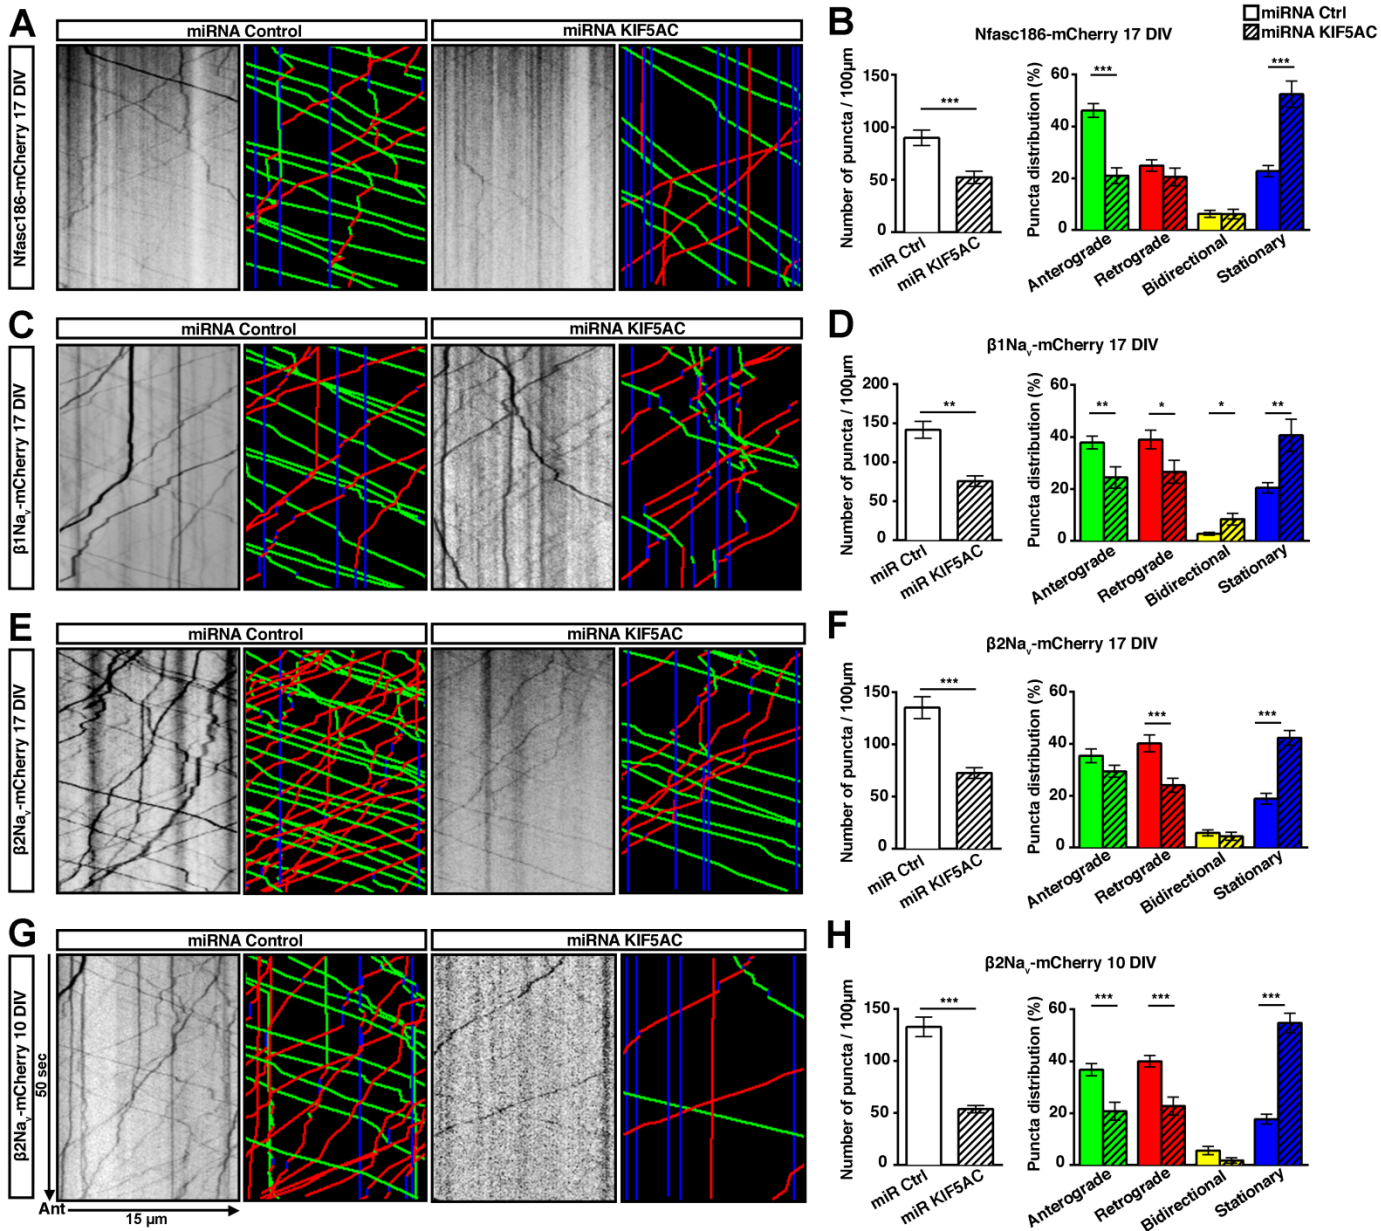 A
miRNA Control
miRNA KIF5AC
Nfasc186-mCherry 17 DIV
B
miRNA Ctrl
miRNA KIF5AC
Nfasc186-mCherry 17 DIV
Number of puncta / 100µm
150
100
50
0
***
miR Ctrl
miR KIF5AC
Puncta distribution (%)
60
40
20
0
***
***
Anterograde
Retrograde
Bidirectional
Stationary
C
miRNA Control
miRNA KIF5AC
β1Nav-mCherry 17 DIV
D
β1Nav-mCherry 17 DIV
Number of puncta / 100µm
200
150
100
50
0
**
miR Ctrl
miR KIF5AC
Puncta distribution (%)
60
40
20
0
**
*
*
**
Anterograde
Retrograde
Bidirectional
Stationary
E
miRNA Control
miRNA KIF5AC
β2Nav-mCherry 17 DIV
F
β2Nav-mCherry 17 DIV
Number of puncta / 100µm
150
100
50
0
***
miR Ctrl
miR KIF5AC
Puncta distribution (%)
60
40
20
0
***
***
Anterograde
Retrograde
Bidirectional
Stationary
G
miRNA Control
miRNA KIF5AC
β2Nav-mCherry 10 DIV
50 sec
Ant
15 µm
H
β2Nav-mCherry 10 DIV
Number of puncta / 100µm
150
100
50
0
***
miR Ctrl
miR KIF5AC
Puncta distribution (%)
60
40
20
0
***
***
***
Anterograde
Retrograde
Bidirectional
Stationary